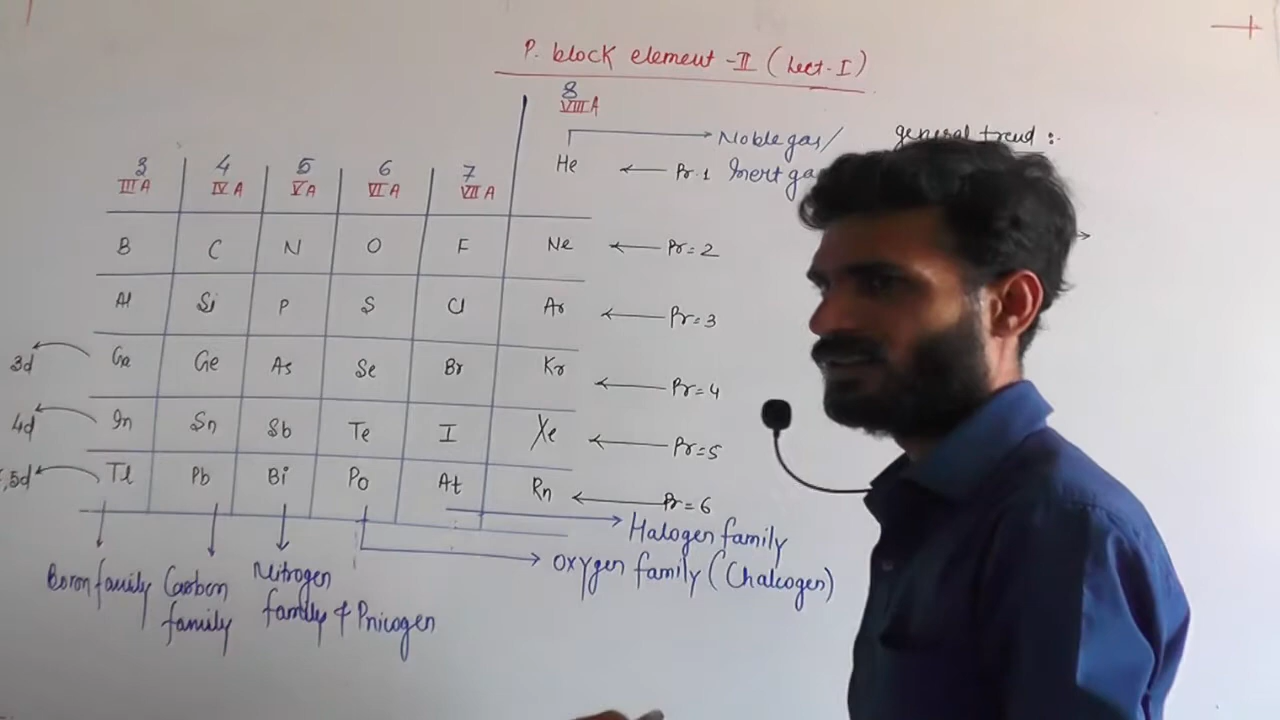 P. block element - II (Lect. I)
8
VIII A
Noble gas/
general trend :-
3 4 5 6 7
III A IV A V A VI A VII A
He ← Pr. 1 Inert ga
B C N O F Ne ← Pr = 2
Al Si P S Cl Ar ← Pr = 3
3d Ga Ge As Se Br Kr ← Pr = 4
4d In Sn Sb Te I Xe ← Pr = 5
,5d Tl Pb Bi Po At Rn ← Pr = 6
Halogen family
Oxygen family (Chalcogen)
Boron family Carbon family Nitrogen family & Pnicogen